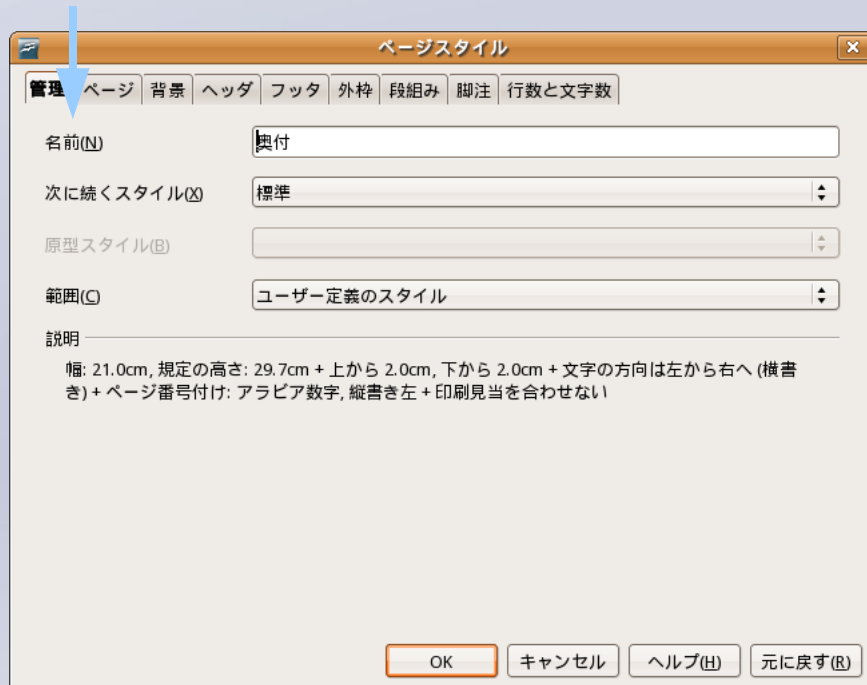 ページスタイル
管理 ページ 背景 ヘッダ フッタ 外枠 段組み 脚注 行数と文字数
名前(N) 奥付
次に続くスタイル(X) 標準
原型スタイル(B)
範囲(C) ユーザー定義のスタイル
説明
幅: 21.0cm, 規定の高さ: 29.7cm + 上から 2.0cm, 下から 2.0cm + 文字の方向は左から右へ (横書
き) + ページ番号付け: アラビア数字, 縦書き左 + 印刷見当を合わせない
OK キャンセル ヘルプ(H) 元に戻す(R)